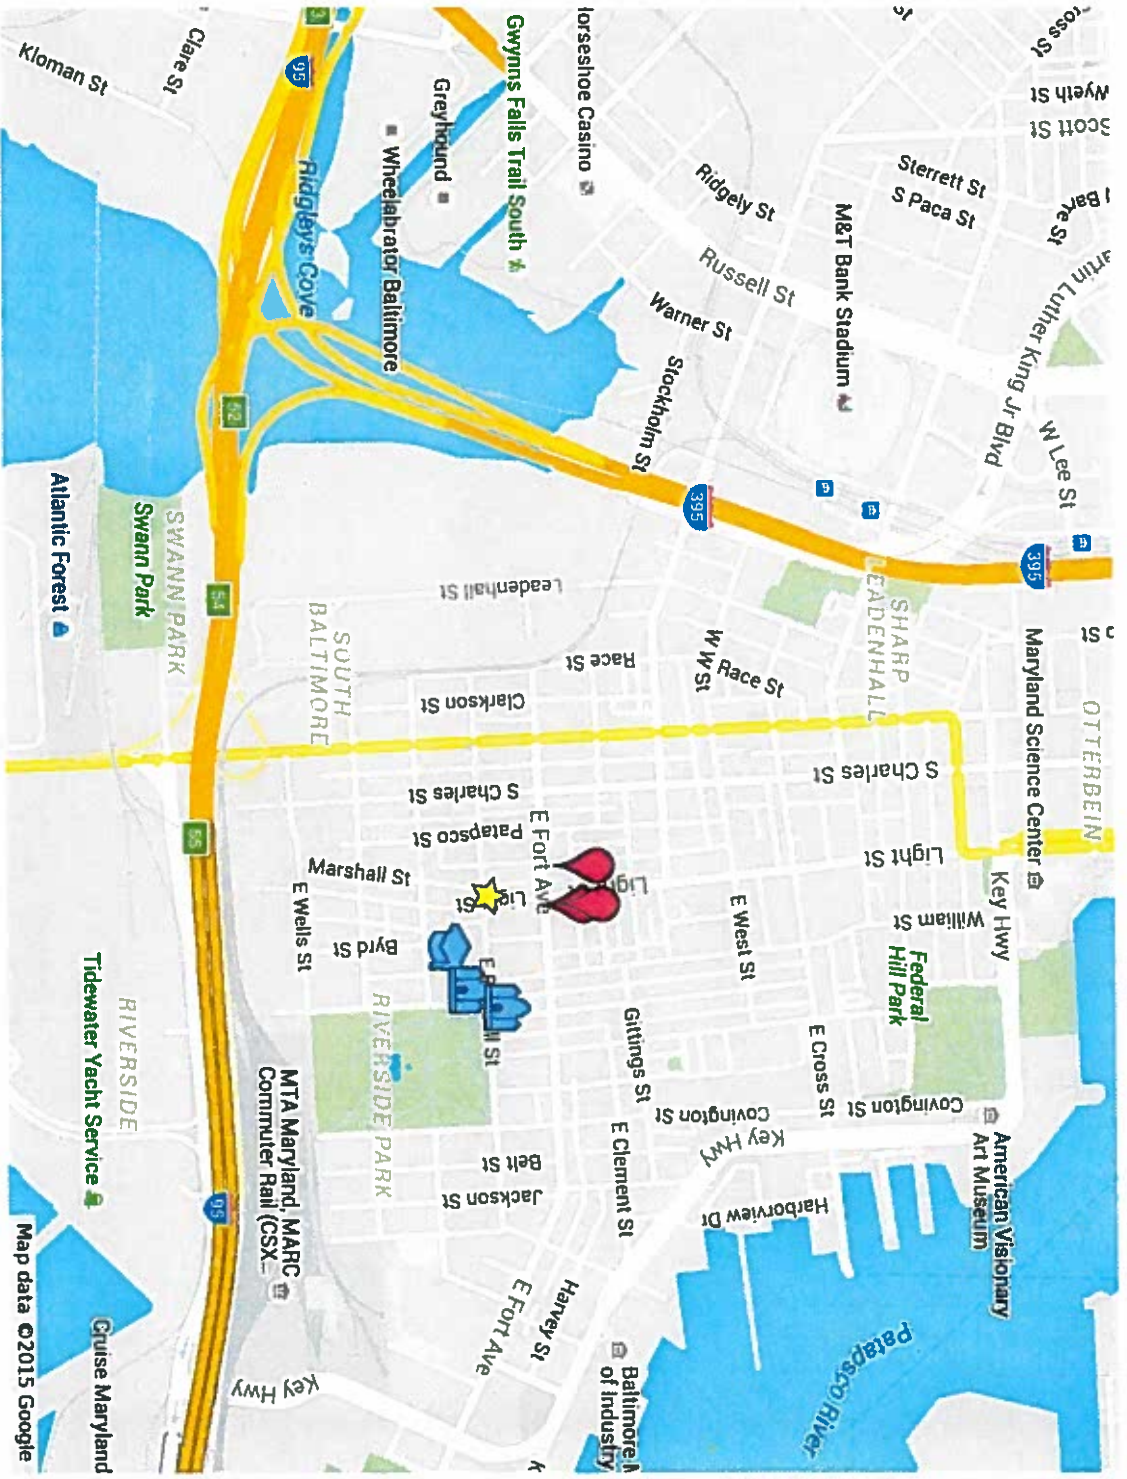 ross St
Wyeth St
Scott St
OTTERBEIN
W Lee St
artin Luther King Jr Blvd
395
Maryland Science Center
Key Hwy
American Visionary
Art Museum
Sterrett St
S Paca St
SHARP
LEADENHALL
William St
Light St
S Charles St
Federal
Hill Park
Covington St
Patapsco River
M&T Bank Stadium
E Cross St
Harborview Dr
Ridgely St
Russell St
Warner St
395
Race St
W West St
E West St
Covington St
Key Hwy
Stockholm St
Race St
Gittings St
E Clement St
Baltimore M
of Industry
Horseshoe Casino
Leadenhall St
E Fort Ave
Harvey St
E Fort Ave
Gwynns Falls Trail South
Clarkson St
S Charles St
Patapsco St
Light St
Belt St
Jackson St
Greyhound
Wheelabrator Baltimore
Marshall St
Byrd St
RIVERSIDE PARK
SOUTH
BALTIMORE
E Wells St
Ridgely's Cove
95
MTA Maryland, MARC
Commuter Rail (CSX...
Key Hwy
52
54
55
95
Clare St
SWANN PARK
Swann Park
RIVERSIDE
Kloman St
Atlantic Forest
Tidewater Yacht Service
Cruise Maryland
Map data ©2015 Google